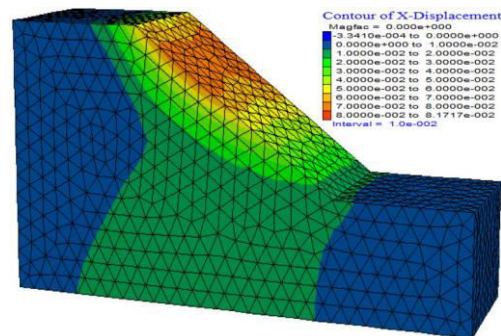 Contour of X-Displacement
Magfac = 0.000e+000
-3.3410e-004 to 0.0000e+000
0.0000e+000 to 1.0000e-002
1.0000e-002 to 2.0000e-002
2.0000e-002 to 3.0000e-002
3.0000e-002 to 4.0000e-002
4.0000e-002 to 5.0000e-002
5.0000e-002 to 6.0000e-002
6.0000e-002 to 7.0000e-002
7.0000e-002 to 8.0000e-002
8.0000e-002 to 8.1717e-002
Interval = 1.0e-002